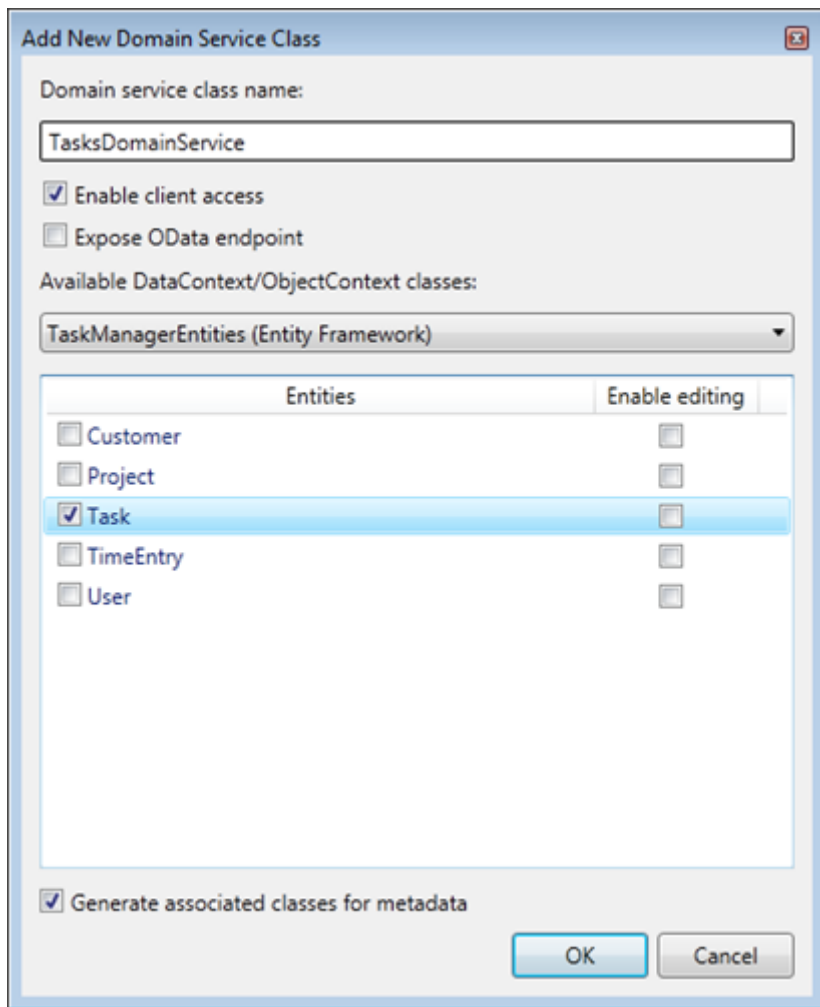 Add New Domain Service Class
Domain service class name:
TasksDomainService
Enable client access
Expose OData endpoint
Available DataContext/ObjectContext classes:
TaskManagerEntities (Entity Framework)
Entities Enable editing
Customer
Project
Task
TimeEntry
User
Generate associated classes for metadata
OK Cancel